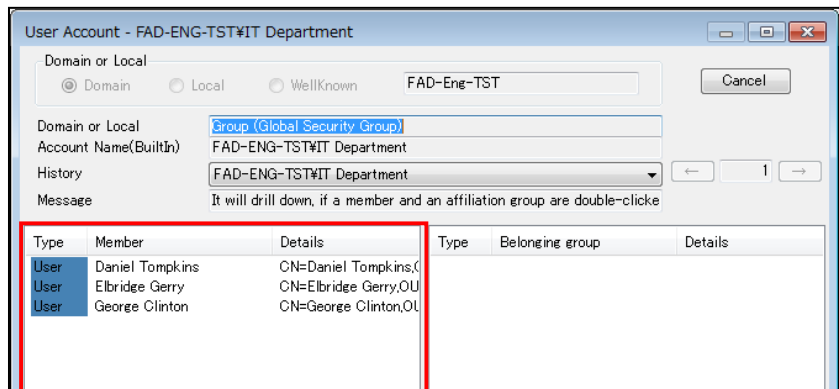 User Account - FAD-ENG-TST¥IT Department
Domain or Local
Domain Local WellKnown FAD-Eng-TST Cancel
Domain or Local Group (Global Security Group)
Account Name(BuiltIn) FAD-ENG-TST¥IT Department
History FAD-ENG-TST¥IT Department ← 1 →
Message It will drill down, if a member and an affiliation group are double-clicke
Type Member Details Type Belonging group Details
User Daniel Tompkins CN=Daniel Tompkins,(
User Elbridge Gerry CN=Elbridge Gerry,OU
User George Clinton CN=George Clinton,OU